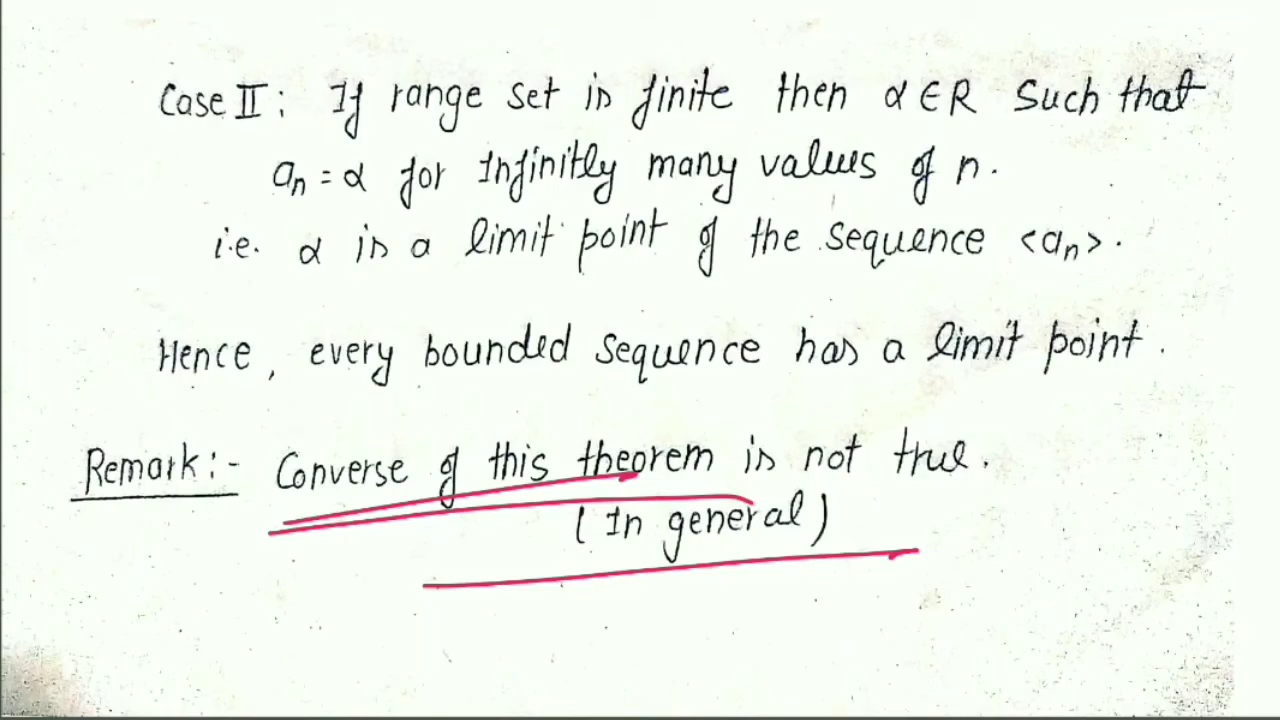 Case II: If range set is finite then α ∈ R such that
aₙ = α for Infinitly many values of n.
i.e. α is a limit point of the sequence <aₙ>.
Hence, every bounded sequence has a limit point.
Remark:- Converse of this theorem is not true.
(In general)